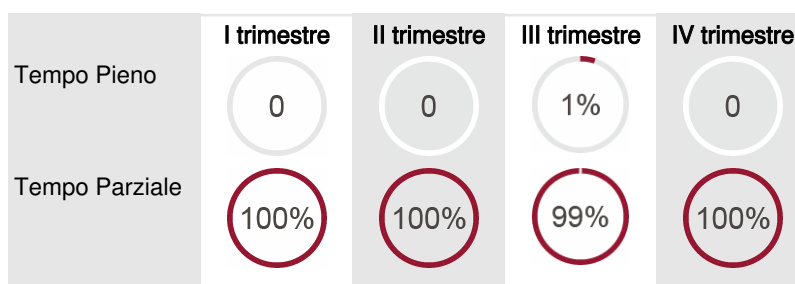 I trimestre II trimestre III trimestre IV trimestre
Tempo Pieno 0 0 1% 0
Tempo Parziale 100% 100% 99% 100%